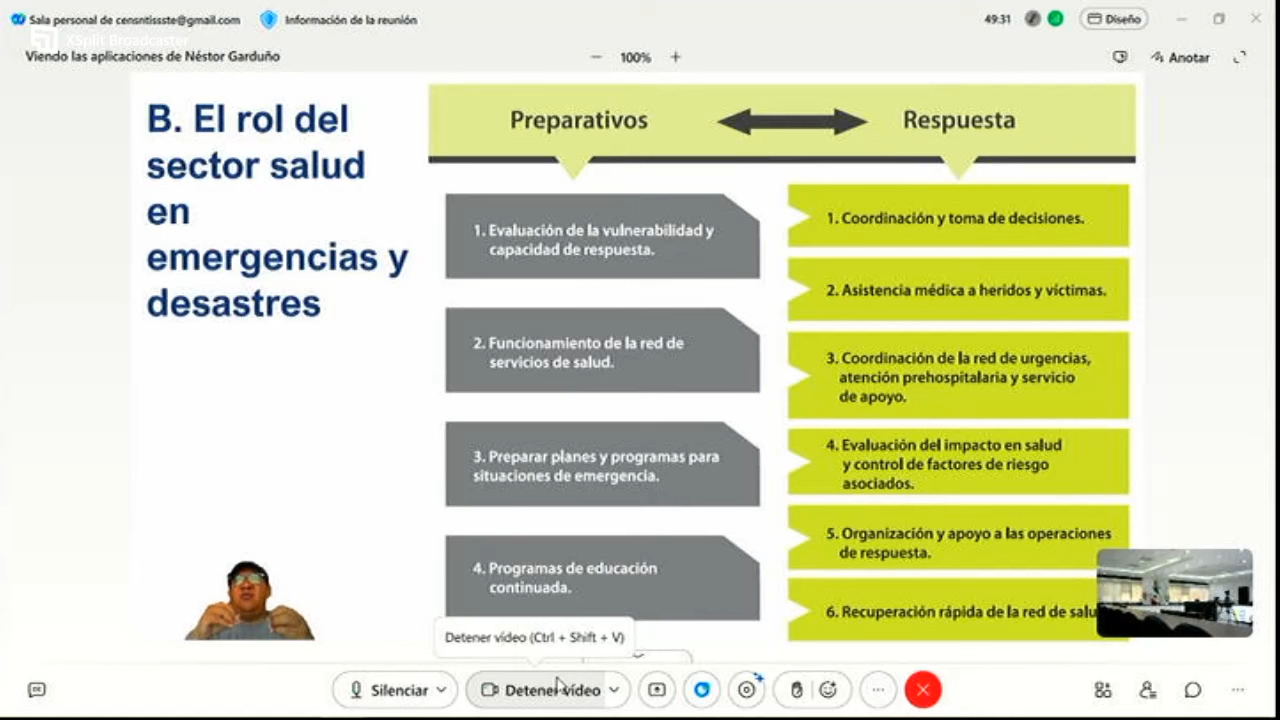 Sala personal de censntissste@gmail.com
Información de la reunión
49:31
Diseño
XSplit Broadcaster
Viendo las aplicaciones de Néstor Garduño
100%
Anotar
B. El rol del
sector salud
en
emergencias y
desastres
Preparativos
Respuesta
1. Evaluación de la vulnerabilidad y
capacidad de respuesta.
2. Funcionamiento de la red de
servicios de salud.
3. Preparar planes y programas para
situaciones de emergencia.
4. Programas de educación
continuada.
1. Coordinación y toma de decisiones.
2. Asistencia médica a heridos y víctimas.
3. Coordinación de la red de urgencias,
atención prehospitalaria y servicio
de apoyo.
4. Evaluación del impacto en salud
y control de factores de riesgo
asociados.
5. Organización y apoyo a las operaciones
de respuesta.
6. Recuperación rápida de la red de salu
Detener vídeo (Ctrl + Shift + V)
Silenciar
Detener vídeo